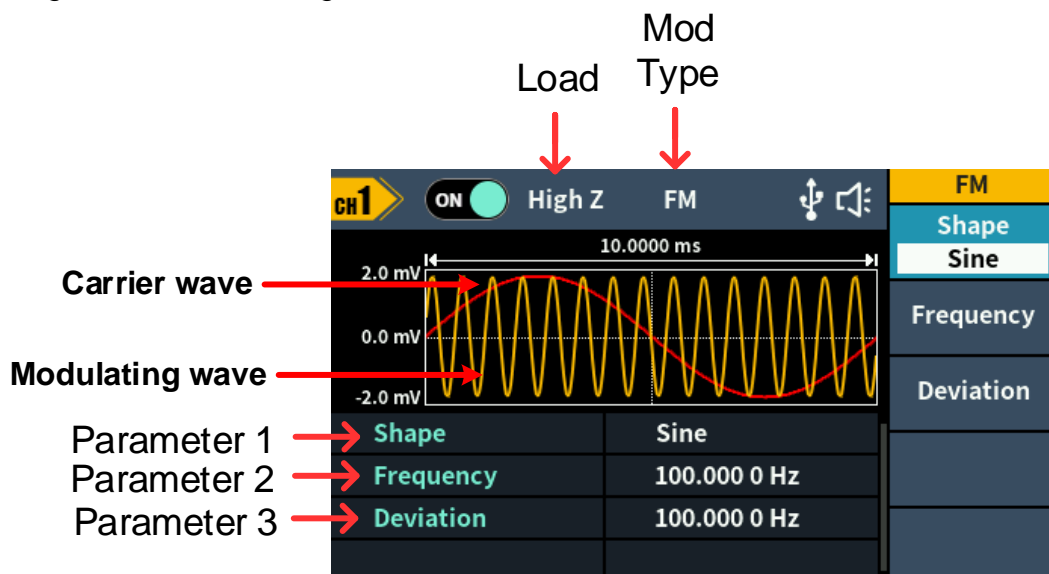 Mod
Load Type
CH1 ON High Z FM FM
Shape
Sine
10.0000 ms
Carrier wave 2.0 mV
Frequency
0.0 mV
Modulating wave
-2.0 mV
Deviation
Parameter 1 Shape Sine
Parameter 2 Frequency 100.000 0 Hz
Parameter 3 Deviation 100.000 0 Hz